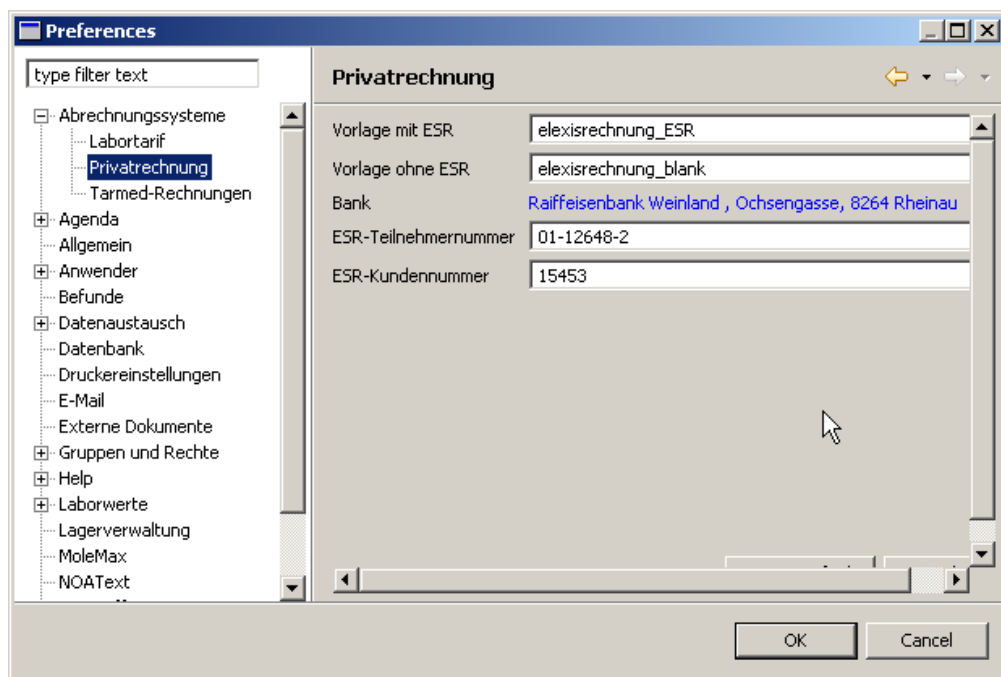 Preferences
type filter text
Abrechnungssysteme
Labortarif
Privatrechnung
Tarmed-Rechnungen
Agenda
Allgemein
Anwender
Befunde
Datenaustausch
Datenbank
Druckereinstellungen
E-Mail
Externe Dokumente
Gruppen und Rechte
Help
Laborwerte
Lagerverwaltung
MoleMax
NOAText
Privatrechnung
Vorlage mit ESR elexisrechnung_ESR
Vorlage ohne ESR elexisrechnung_blank
Bank Raiffeisenbank Weinland , Ochsengasse, 8264 Rheinau
ESR-Teilnehmernummer 01-12648-2
ESR-Kundennummer 15453
OK Cancel